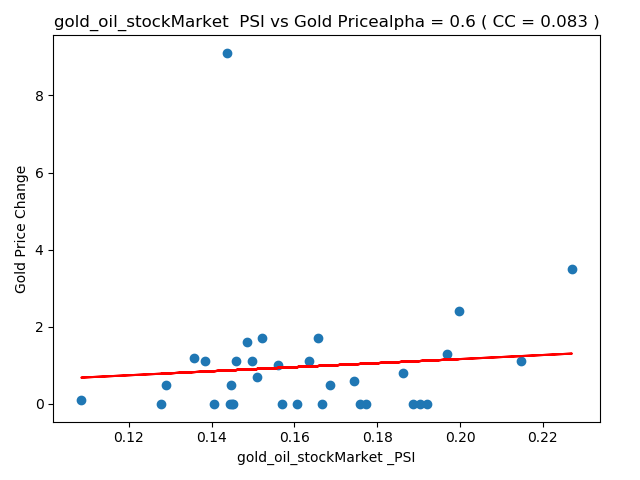 gold_oil_stockMarket  PSI vs Gold Pricealpha = 0.6 ( CC = 0.083 )
Gold Price Change
8
6
4
2
0
0.12 0.14 0.16 0.18 0.20 0.22
gold_oil_stockMarket _PSI